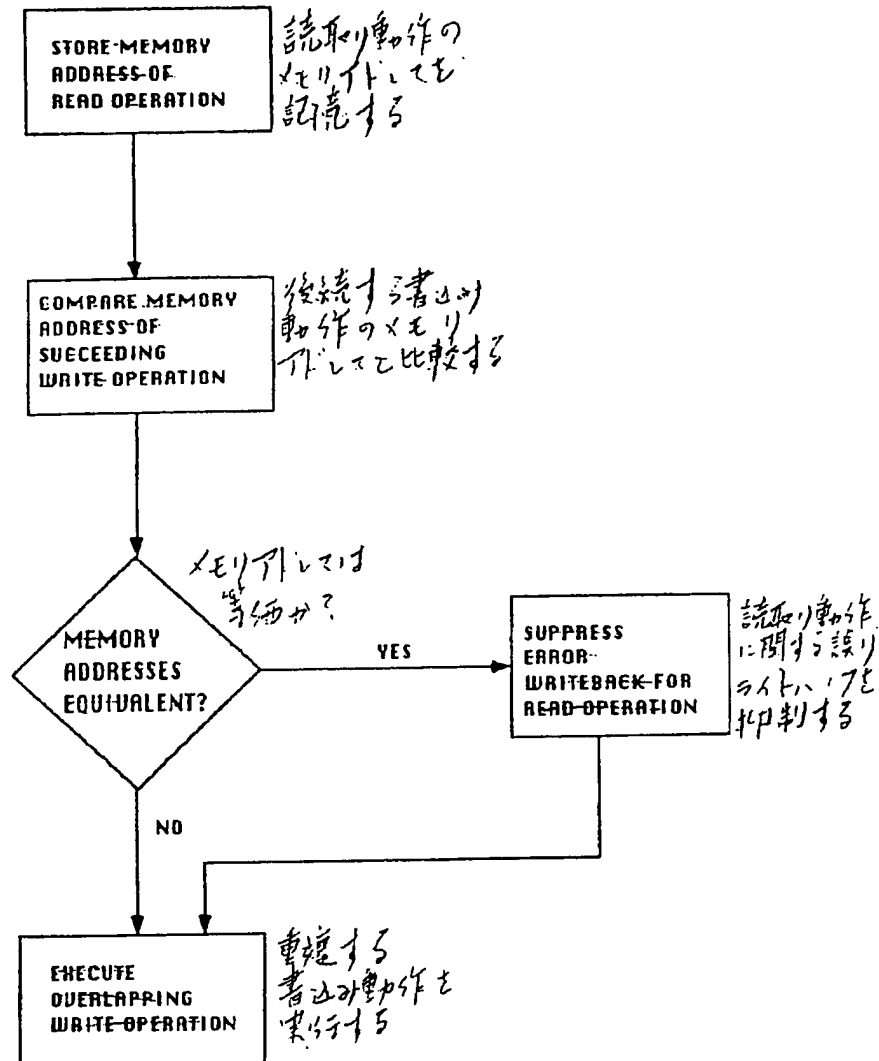 STORE MEMORY
ADDRESS OF
READ OPERATION
読取り動作の
メモリアドレスを
記憶する
COMPARE MEMORY
ADDRESS OF
SUCCEEDING
WRITE OPERATION
後続する書込み
動作のメモリ
アドレスと比較する
メモリアドレスは
等価か?
MEMORY
ADDRESSES
EQUIVALENT?
YES
SUPPRESS
ERROR
WRITEBACK FOR
READ OPERATION
読取り動作
に関する誤り
ライトバックを
抑制する
NO
EXECUTE
OVERLAPPING
WRITE OPERATION
重複する
書込み動作を
実行する